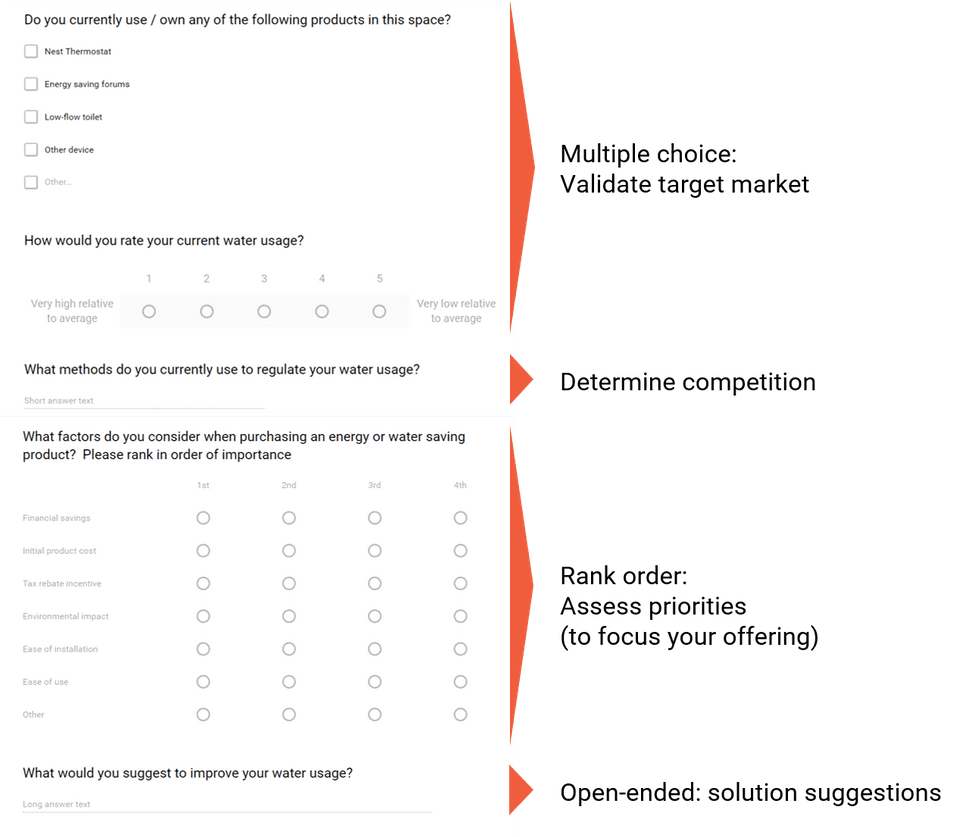 Do you currently use / own any of the following products in this space?
Nest Thermostat
Energy saving forums
Low-flow toilet
Other device
Other...
Multiple choice:
Validate target market
How would you rate your current water usage?
1 2 3 4 5
Very high relative
to average
Very low relative
to average
What methods do you currently use to regulate your water usage?
Short answer text
Determine competition
What factors do you consider when purchasing an energy or water saving
product?  Please rank in order of importance
1st 2nd 3rd 4th
Financial savings
Initial product cost
Tax rebate incentive
Environmental impact
Ease of installation
Ease of use
Other
Rank order:
Assess priorities
(to focus your offering)
What would you suggest to improve your water usage?
Long answer text
Open-ended: solution suggestions